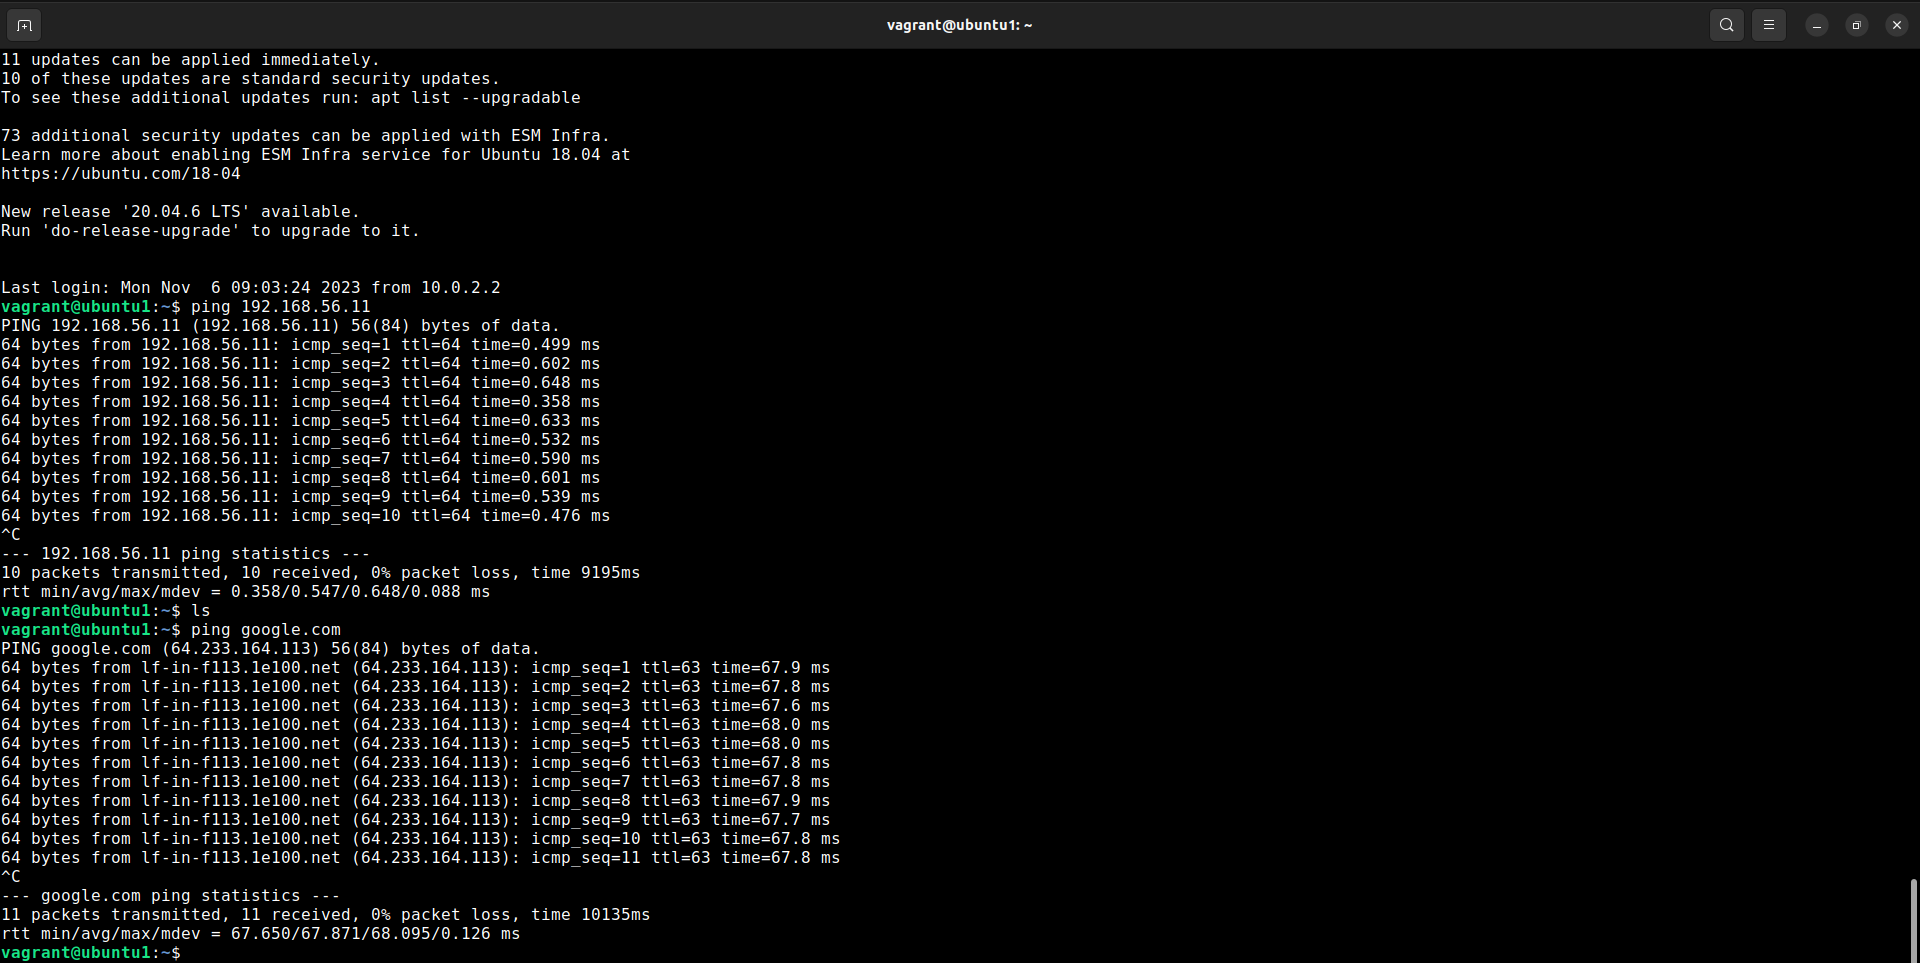 vagrant@ubuntu1: ~
11 updates can be applied immediately.
10 of these updates are standard security updates.
To see these additional updates run: apt list --upgradable
73 additional security updates can be applied with ESM Infra.
Learn more about enabling ESM Infra service for Ubuntu 18.04 at
https://ubuntu.com/18-04
New release '20.04.6 LTS' available.
Run 'do-release-upgrade' to upgrade to it.
Last login: Mon Nov  6 09:03:24 2023 from 10.0.2.2
vagrant@ubuntu1:~$ ping 192.168.56.11
PING 192.168.56.11 (192.168.56.11) 56(84) bytes of data.
64 bytes from 192.168.56.11: icmp_seq=1 ttl=64 time=0.499 ms
64 bytes from 192.168.56.11: icmp_seq=2 ttl=64 time=0.602 ms
64 bytes from 192.168.56.11: icmp_seq=3 ttl=64 time=0.648 ms
64 bytes from 192.168.56.11: icmp_seq=4 ttl=64 time=0.358 ms
64 bytes from 192.168.56.11: icmp_seq=5 ttl=64 time=0.633 ms
64 bytes from 192.168.56.11: icmp_seq=6 ttl=64 time=0.532 ms
64 bytes from 192.168.56.11: icmp_seq=7 ttl=64 time=0.590 ms
64 bytes from 192.168.56.11: icmp_seq=8 ttl=64 time=0.601 ms
64 bytes from 192.168.56.11: icmp_seq=9 ttl=64 time=0.539 ms
64 bytes from 192.168.56.11: icmp_seq=10 ttl=64 time=0.476 ms
^C
--- 192.168.56.11 ping statistics ---
10 packets transmitted, 10 received, 0% packet loss, time 9195ms
rtt min/avg/max/mdev = 0.358/0.547/0.648/0.088 ms
vagrant@ubuntu1:~$ ls
vagrant@ubuntu1:~$ ping google.com
PING google.com (64.233.164.113) 56(84) bytes of data.
64 bytes from lf-in-f113.1e100.net (64.233.164.113): icmp_seq=1 ttl=63 time=67.9 ms
64 bytes from lf-in-f113.1e100.net (64.233.164.113): icmp_seq=2 ttl=63 time=67.8 ms
64 bytes from lf-in-f113.1e100.net (64.233.164.113): icmp_seq=3 ttl=63 time=67.6 ms
64 bytes from lf-in-f113.1e100.net (64.233.164.113): icmp_seq=4 ttl=63 time=68.0 ms
64 bytes from lf-in-f113.1e100.net (64.233.164.113): icmp_seq=5 ttl=63 time=68.0 ms
64 bytes from lf-in-f113.1e100.net (64.233.164.113): icmp_seq=6 ttl=63 time=67.8 ms
64 bytes from lf-in-f113.1e100.net (64.233.164.113): icmp_seq=7 ttl=63 time=67.8 ms
64 bytes from lf-in-f113.1e100.net (64.233.164.113): icmp_seq=8 ttl=63 time=67.9 ms
64 bytes from lf-in-f113.1e100.net (64.233.164.113): icmp_seq=9 ttl=63 time=67.7 ms
64 bytes from lf-in-f113.1e100.net (64.233.164.113): icmp_seq=10 ttl=63 time=67.8 ms
64 bytes from lf-in-f113.1e100.net (64.233.164.113): icmp_seq=11 ttl=63 time=67.8 ms
^C
--- google.com ping statistics ---
11 packets transmitted, 11 received, 0% packet loss, time 10135ms
rtt min/avg/max/mdev = 67.650/67.871/68.095/0.126 ms
vagrant@ubuntu1:~$